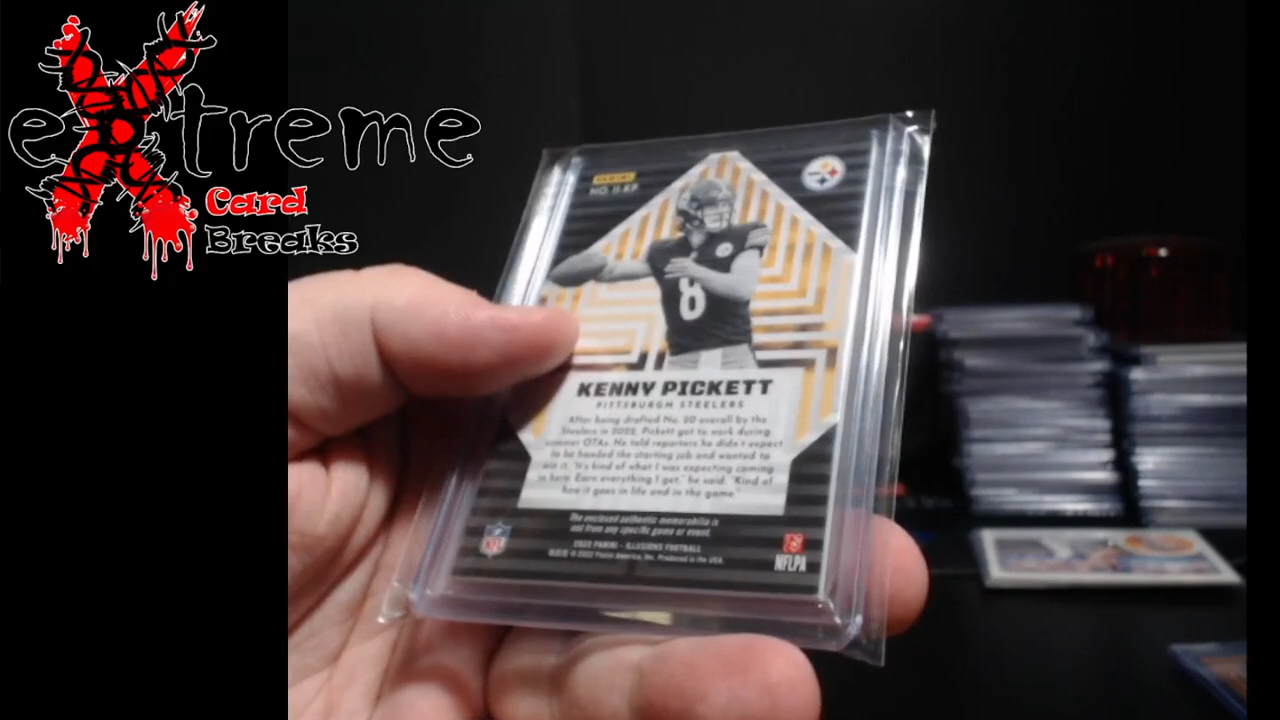 eXtreme
Card
Breaks
PANINI
NO. II-KP
8
KENNY PICKETT
PITTSBURGH STEELERS
After being drafted No. 20 overall by the
Steelers in 2022, Pickett got to work during
summer OTAs. He told reporters he didn't expect
to be handed the starting job and wanted to
win it. "It's kind of what I was expecting coming
in here: Earn everything I get," he said. "Kind of
how it goes in life and in the game."
The enclosed authentic memorabilia is
not from any specific game or event.
2022 PANINI - ILLUSIONS FOOTBALL
© 2022 Panini America, Inc. Produced in the USA.
NFL
NFLPA